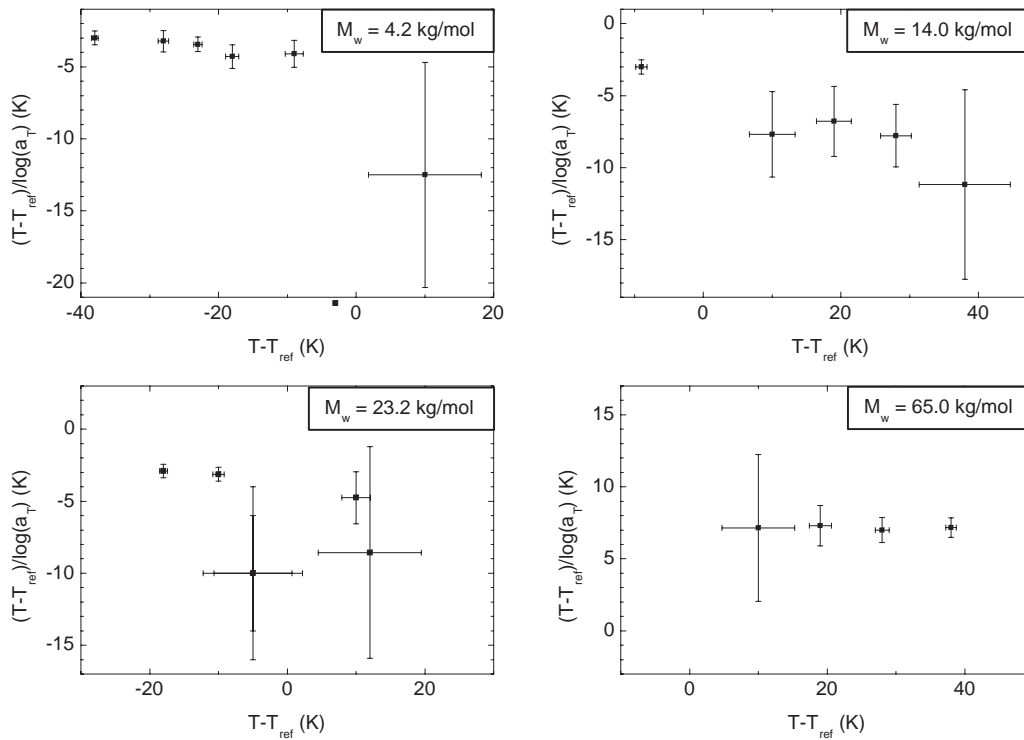 M_w = 4.2 kg/mol
-5
-10
-15
-20
-40
-20
0
20
(T-T_ref)/log(a_T) (K)
T-T_ref (K)
M_w = 14.0 kg/mol
0
-5
-10
-15
0
20
40
(T-T_ref)/log(a_T) (K)
T-T_ref (K)
M_w = 23.2 kg/mol
0
-5
-10
-15
-20
0
20
(T-T_ref)/log(a_T) (K)
T-T_ref (K)
M_w = 65.0 kg/mol
15
10
5
0
0
20
40
(T-T_ref)/log(a_T) (K)
T-T_ref (K)